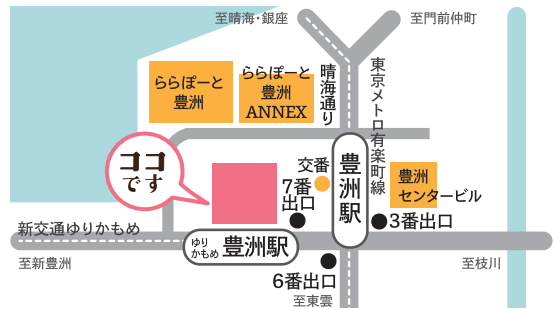 至晴海・銀座
至門前仲町
ららぽーと
豊洲
ららぽーと
豊洲
ANNEX
晴海通り
東京メトロ有楽町線
ココ
です
交番
7番
出口
豊洲駅
豊洲
センタービル
3番出口
新交通ゆりかもめ
ゆり
かもめ
豊洲駅
至新豊洲
至枝川
6番出口
至東雲